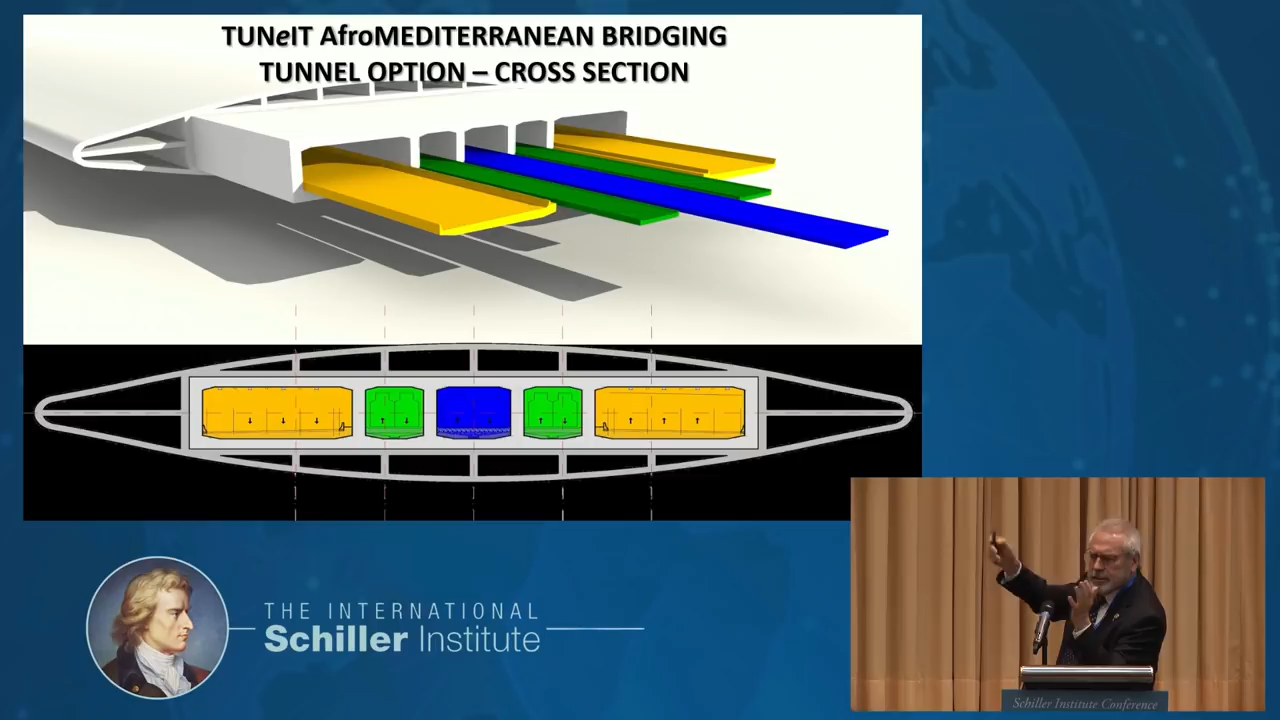 TUNeIT AfroMEDITERRANEAN BRIDGING
TUNNEL OPTION – CROSS SECTION
THE INTERNATIONAL
Schiller Institute
Schiller Institute Conference